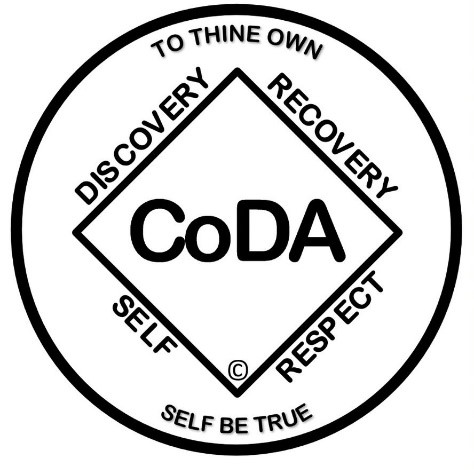 TO THINE OWN
DISCOVERY
RECOVERY
CoDA
SELF
RESPECT
©
SELF BE TRUE